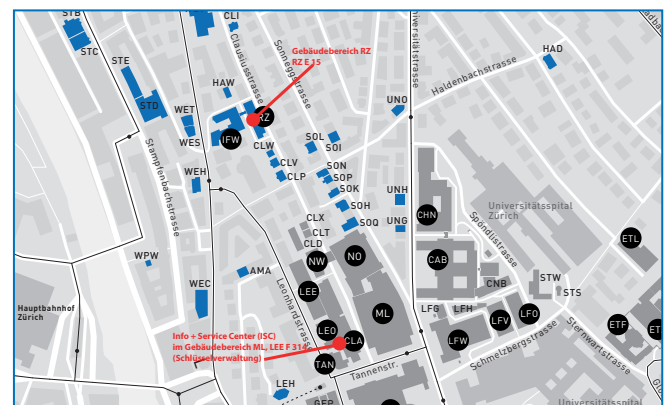 STB
STC
STE
STD
WET
WES
WEH
HAW
IFW
RZ
CLI
Clausiusstrasse
Sonneggstrasse
Gebäudebereich RZ
RZ E 15
CLW
CLV
CLP
SOL
SOI
SON
SOP
SOK
SOH
SOQ
UNO
UNH
UNG
Universitätstrasse
Haldenbachstrasse
HAD
Stampfenbachstrasse
WPW
WEC
AMA
Leonhardstrasse
CLX
CLT
CLD
NW
NO
LEE
LEO
ML
CLA
TAN
Tannenstr.
LEH
GEP
Hauptbahnhof
Zürich
Info + Service Center (ISC)
im Gebäudebereich ML, LEE F 314
(Schlüsselverwaltung)
CHN
CAB
CNB
Universitätsspital
Zürich
Spöndlistrasse
STW
STS
LFG
LFH
LFW
LFV
LFO
Schmelzbergstrasse
Sternwartstrasse
ETL
ETF
Universitätsspital